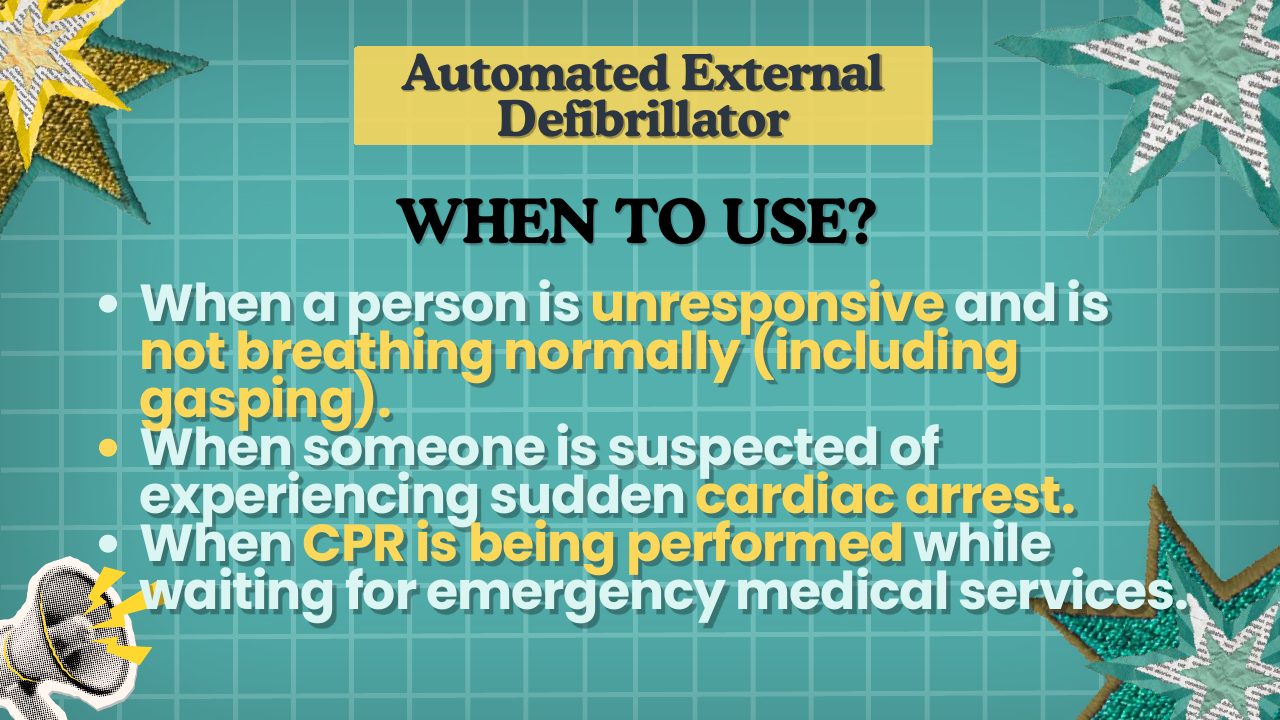 Automated External
Defibrillator
WHEN TO USE?
• When a person is unresponsive and is
not breathing normally (including
gasping).
• When someone is suspected of
experiencing sudden cardiac arrest.
• When CPR is being performed while
waiting for emergency medical services.